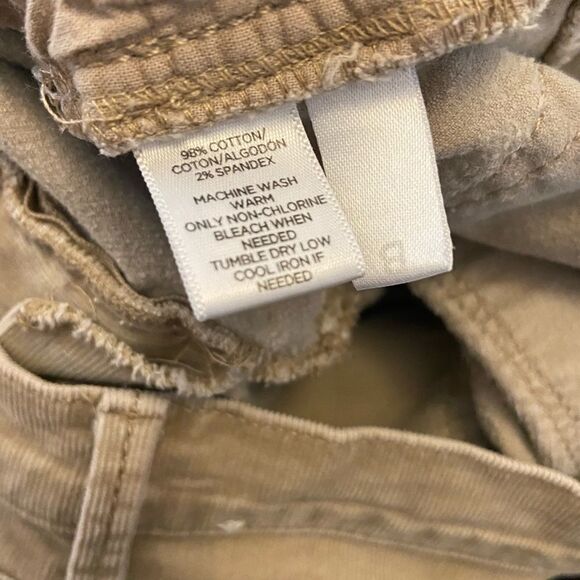 98% COTTON/
COTON/ALGODÓN
2% SPANDEX
MACHINE WASH
WARM
ONLY NON-CHLORINE
BLEACH WHEN
NEEDED
TUMBLE DRY LOW
COOL IRON IF
NEEDED